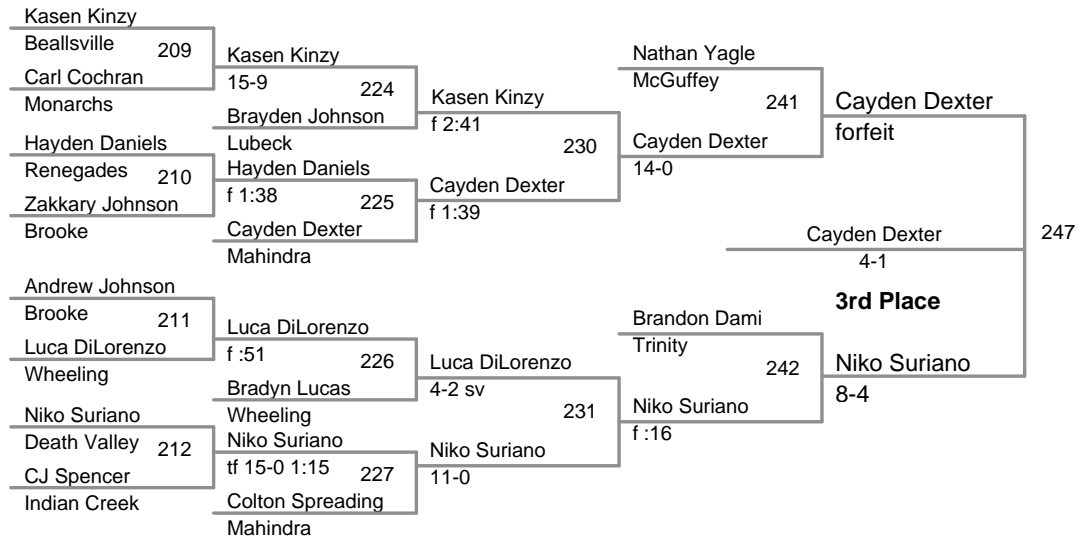 Kasen Kinzy
Beallsville
209
Carl Cochran
Monarchs
Hayden Daniels
Renegades
210
Zakkary Johnson
Brooke
Andrew Johnson
Brooke
211
Luca DiLorenzo
Wheeling
Niko Suriano
Death Valley
212
CJ Spencer
Indian Creek
Kasen Kinzy
15-9
224
Brayden Johnson
Lubeck
Hayden Daniels
f 1:38
225
Cayden Dexter
Mahindra
Luca DiLorenzo
f :51
226
Bradyn Lucas
Wheeling
Niko Suriano
tf 15-0 1:15
227
Colton Spreading
Mahindra
Kasen Kinzy
f 2:41
230
Cayden Dexter
f 1:39
Luca DiLorenzo
4-2 sv
231
Niko Suriano
11-0
Nathan Yagle
McGuffey
241
Cayden Dexter
14-0
Brandon Dami
Trinity
242
Niko Suriano
f :16
Cayden Dexter
forfeit
247
Cayden Dexter
4-1
3rd Place
Niko Suriano
8-4